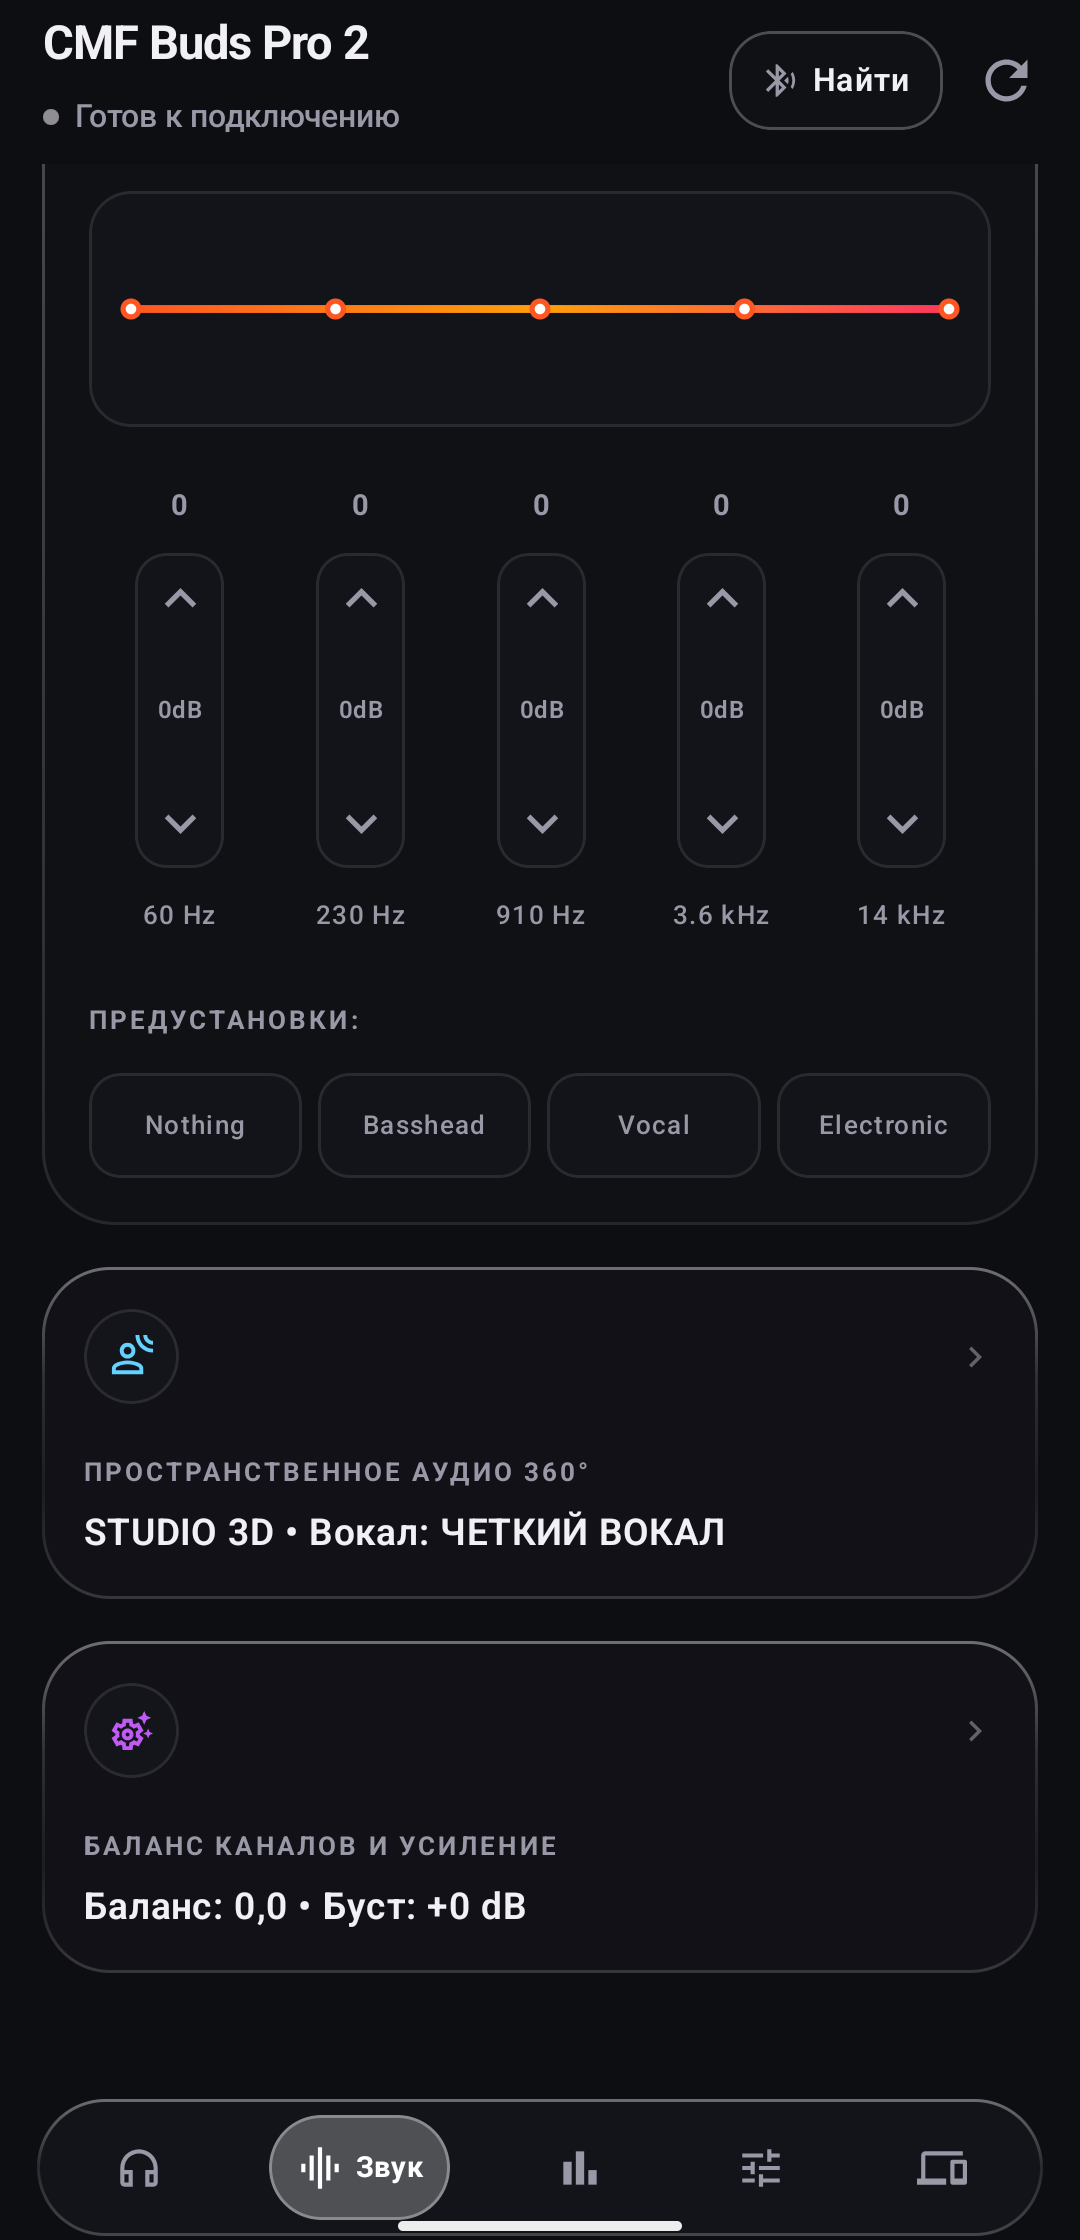 CMF Buds Pro 2
Готов к подключению
Найти
0 0 0 0 0
0dB 0dB 0dB 0dB 0dB
60 Hz 230 Hz 910 Hz 3.6 kHz 14 kHz
ПРЕДУСТАНОВКИ:
Nothing Basshead Vocal Electronic
ПРОСТРАНСТВЕННОЕ АУДИО 360°
STUDIO 3D • Вокал: ЧЕТКИЙ ВОКАЛ
БАЛАНС КАНАЛОВ И УСИЛЕНИЕ
Баланс: 0,0 • Буст: +0 dB
Звук